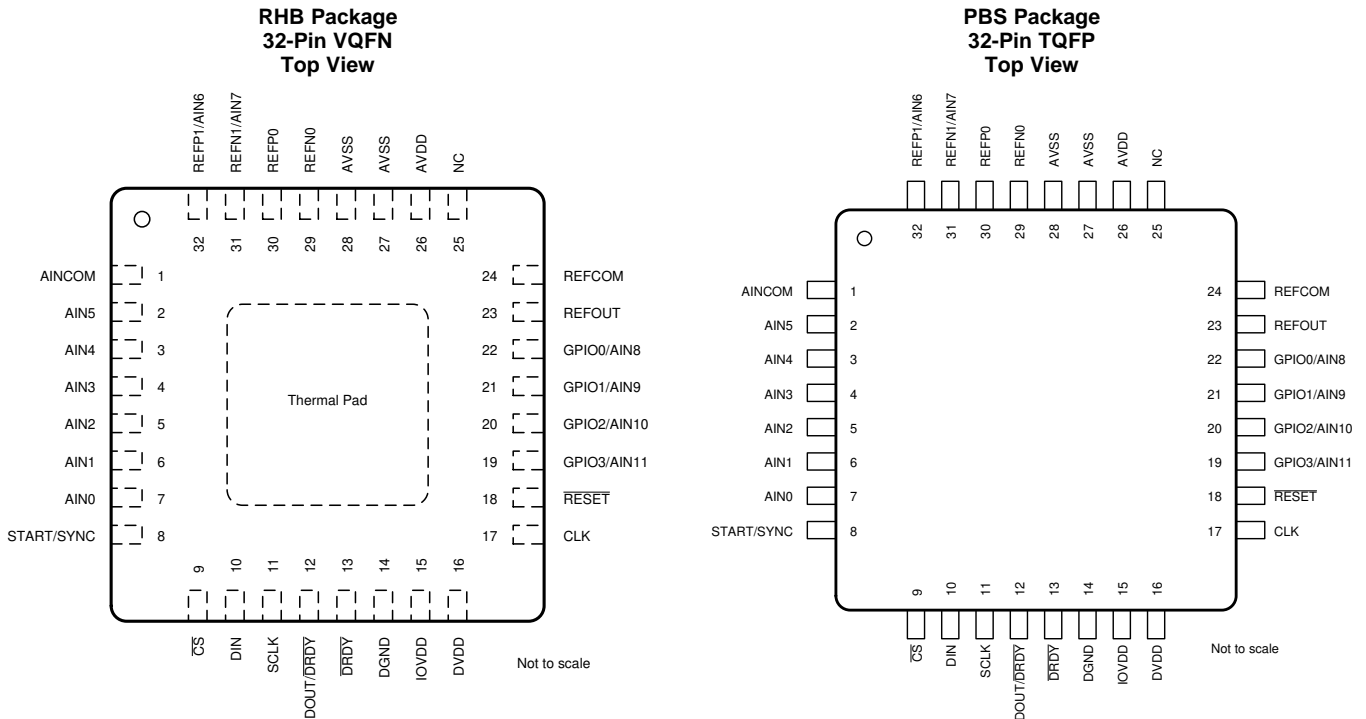 RHB Package
32-Pin VQFN
Top View
REFP1/AIN6
REFN1/AIN7
REFP0
REFN0
AVSS
AVSS
AVDD
NC
32
31
30
29
28
27
26
25
AINCOM 1
AIN5 2
AIN4 3
AIN3 4
AIN2 5
AIN1 6
AIN0 7
START/SYNC 8
Thermal Pad
24 REFCOM
23 REFOUT
22 GPIO0/AIN8
21 GPIO1/AIN9
20 GPIO2/AIN10
19 GPIO3/AIN11
18 RESET
17 CLK
9
10
11
12
13
14
15
16
CS
DIN
SCLK
DOUT/DRDY
DRDY
DGND
IOVDD
DVDD
Not to scale
PBS Package
32-Pin TQFP
Top View
REFP1/AIN6
REFN1/AIN7
REFP0
REFN0
AVSS
AVSS
AVDD
NC
32
31
30
29
28
27
26
25
AINCOM 1
AIN5 2
AIN4 3
AIN3 4
AIN2 5
AIN1 6
AIN0 7
START/SYNC 8
24 REFCOM
23 REFOUT
22 GPIO0/AIN8
21 GPIO1/AIN9
20 GPIO2/AIN10
19 GPIO3/AIN11
18 RESET
17 CLK
9
10
11
12
13
14
15
16
CS
DIN
SCLK
DOUT/DRDY
DRDY
DGND
IOVDD
DVDD
Not to scale